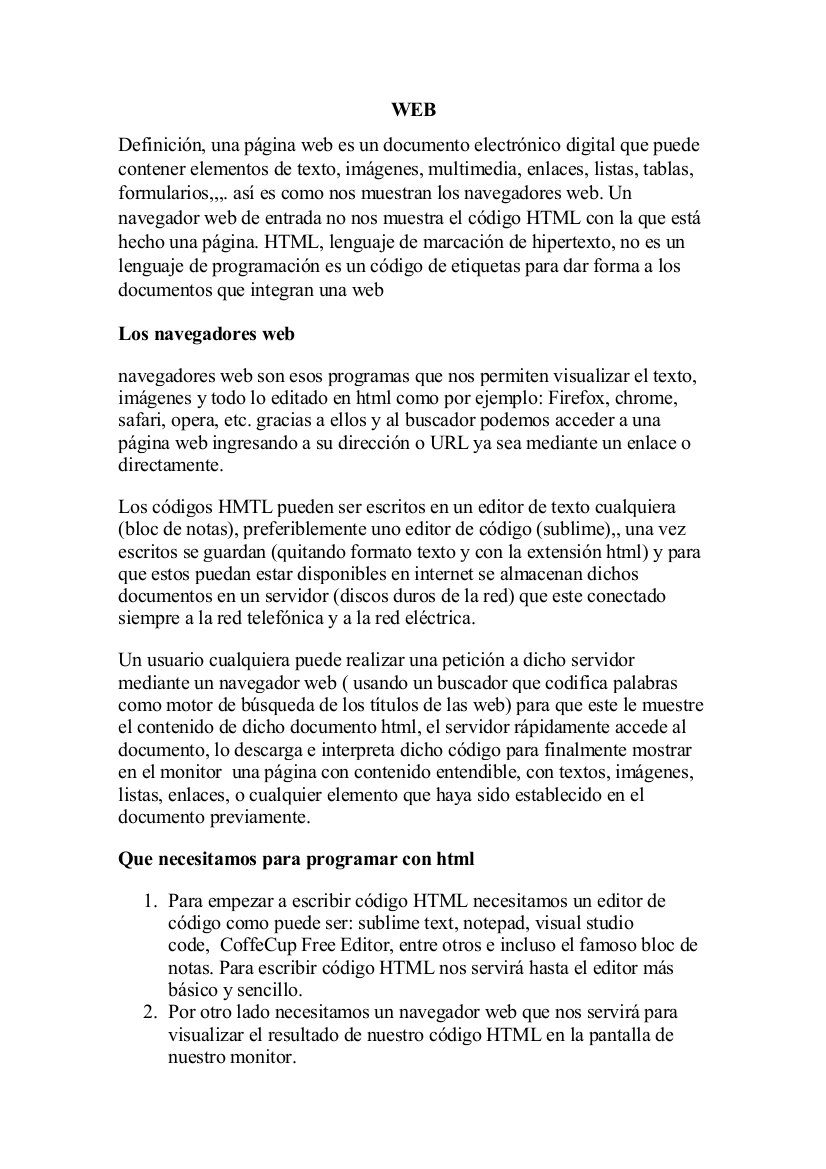 WEB
Definición, una página web es un documento electrónico digital que puede
contener elementos de texto, imágenes, multimedia, enlaces, listas, tablas,
formularios,,,. así es como nos muestran los navegadores web. Un
navegador web de entrada no nos muestra el código HTML con la que está
hecho una página. HTML, lenguaje de marcación de hipertexto, no es un
lenguaje de programación es un código de etiquetas para dar forma a los
documentos que integran una web
Los navegadores web
navegadores web son esos programas que nos permiten visualizar el texto,
imágenes y todo lo editado en html como por ejemplo: Firefox, chrome,
safari, opera, etc. gracias a ellos y al buscador podemos acceder a una
página web ingresando a su dirección o URL ya sea mediante un enlace o
directamente.
Los códigos HMTL pueden ser escritos en un editor de texto cualquiera
(bloc de notas), preferiblemente uno editor de código (sublime),, una vez
escritos se guardan (quitando formato texto y con la extensión html) y para
que estos puedan estar disponibles en internet se almacenan dichos
documentos en un servidor (discos duros de la red) que este conectado
siempre a la red telefónica y a la red eléctrica.
Un usuario cualquiera puede realizar una petición a dicho servidor
mediante un navegador web ( usando un buscador que codifica palabras
como motor de búsqueda de los títulos de las web) para que este le muestre
el contenido de dicho documento html, el servidor rápidamente accede al
documento, lo descarga e interpreta dicho código para finalmente mostrar
en el monitor  una página con contenido entendible, con textos, imágenes,
listas, enlaces, o cualquier elemento que haya sido establecido en el
documento previamente.
Que necesitamos para programar con html
1. Para empezar a escribir código HTML necesitamos un editor de
código como puede ser: sublime text, notepad, visual studio
code,  CoffeCup Free Editor, entre otros e incluso el famoso bloc de
notas. Para escribir código HTML nos servirá hasta el editor más
básico y sencillo.
2. Por otro lado necesitamos un navegador web que nos servirá para
visualizar el resultado de nuestro código HTML en la pantalla de
nuestro monitor.